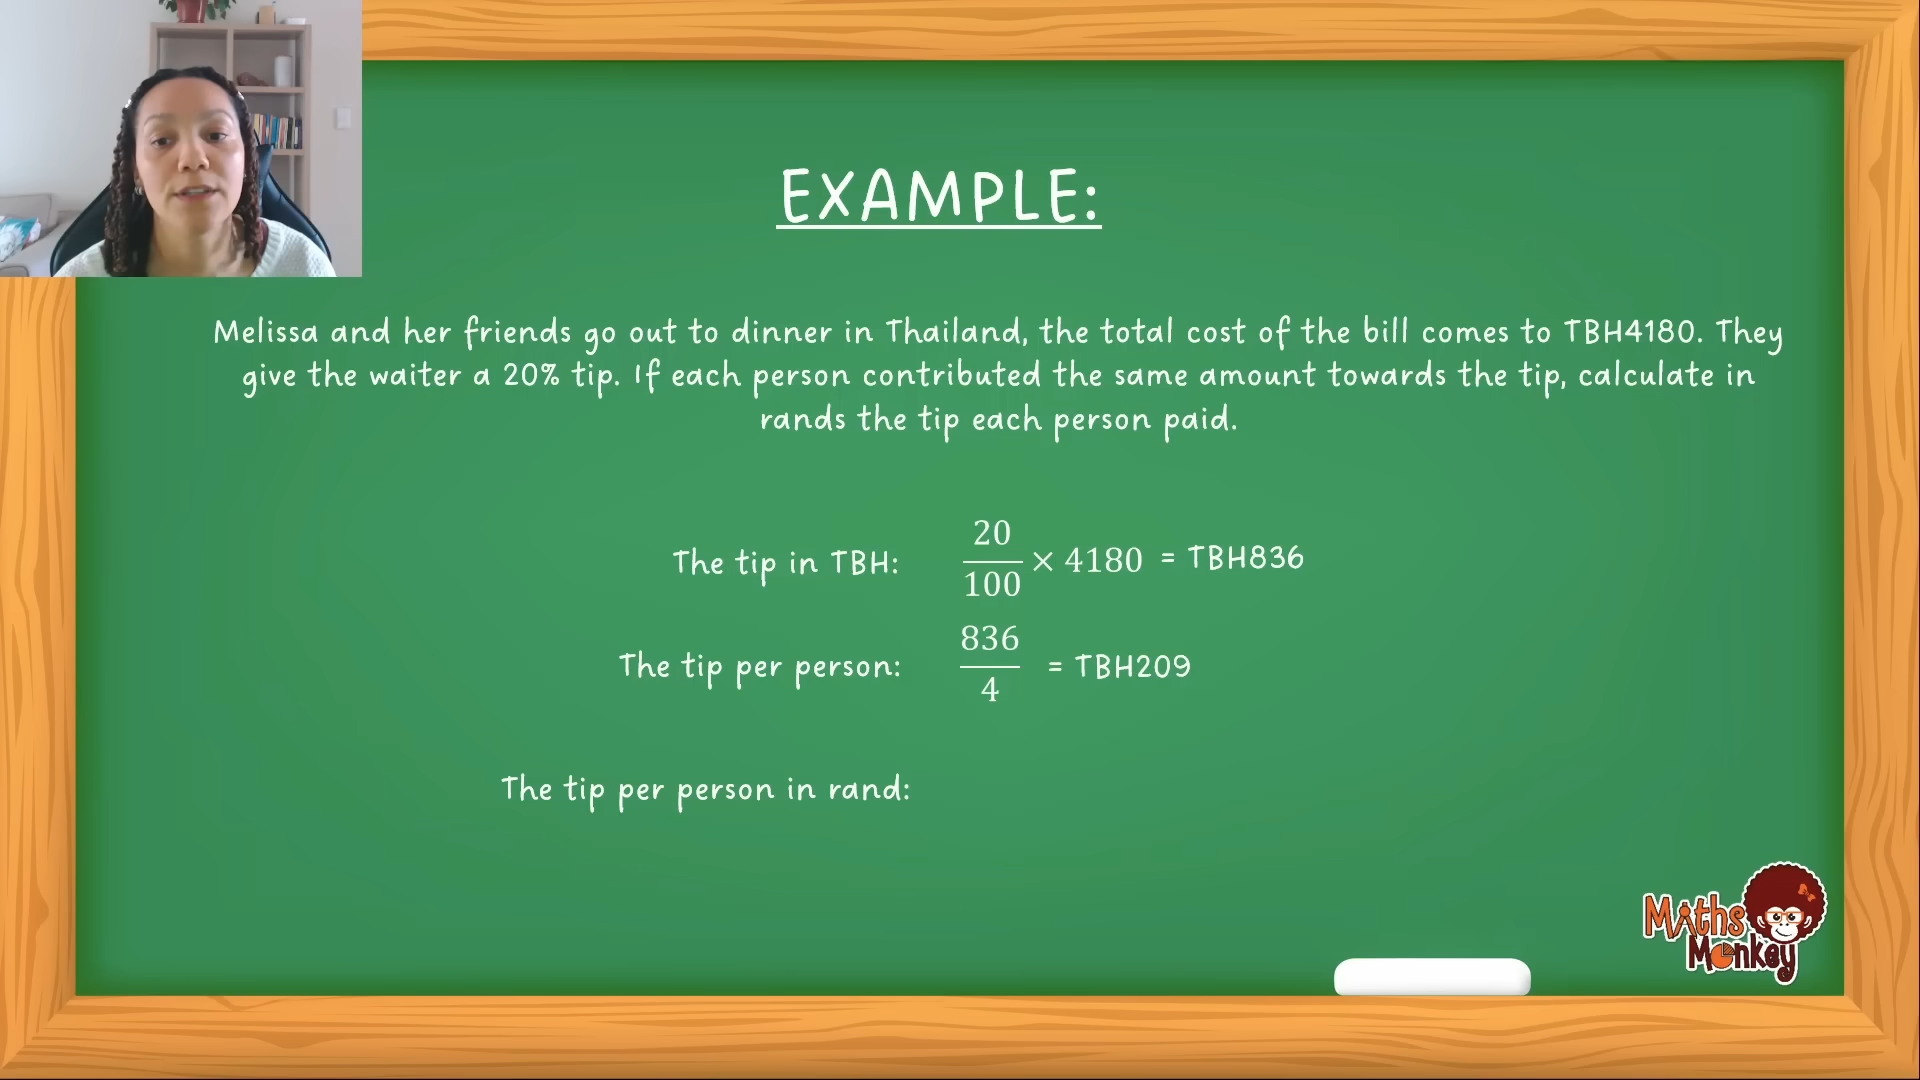 EXAMPLE:
Melissa and her friends go out to dinner in Thailand, the total cost of the bill comes to TBH4180. They
give the waiter a 20% tip. If each person contributed the same amount towards the tip, calculate in
rands the tip each person paid.
The tip in TBH: 20/100 × 4180 = TBH836
The tip per person: 836/4 = TBH209
The tip per person in rand:
Maths
Monkey